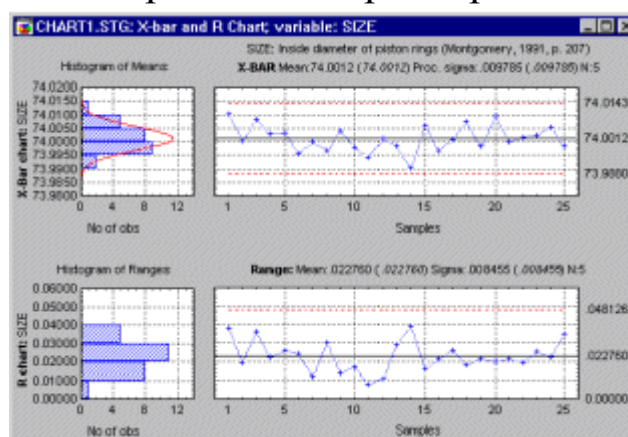 CHART1.STG: X-bar and R Chart; variable: SIZE
SIZE: Inside diameter of piston rings (Montgomery, 1991, p. 207)
Histogram of Means:
X-BAR Mean:74.0012 (74.0012) Proc. sigma:.009785 (.009785) N:5
X-Bar chart: SIZE
74.0200
74.0150
74.0100
74.0050
74.0000
73.9950
73.9900
73.9850
73.9800
0 4 8 12
No of obs
74.0143
74.0012
73.9880
1 5 10 15 20 25
Samples
Histogram of Ranges:
Range: Mean:.022760 (.022760) Sigma:.008455 (.008455) N:5
R chart: SIZE
0.06000
0.05000
0.04000
0.03000
0.02000
0.01000
0.00000
0 4 8 12
No of obs
.048126
.022760
0.00000
1 5 10 15 20 25
Samples